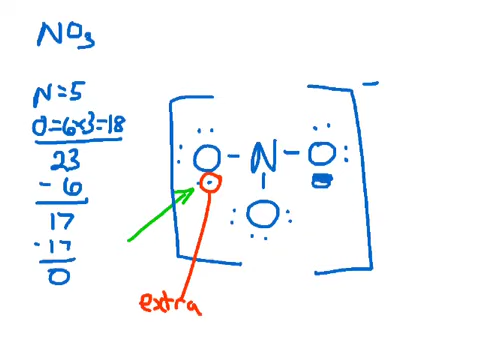 NO3
N=5
O=6x3=18
23
- 6
17
-17
0
O - N - O
O
extra